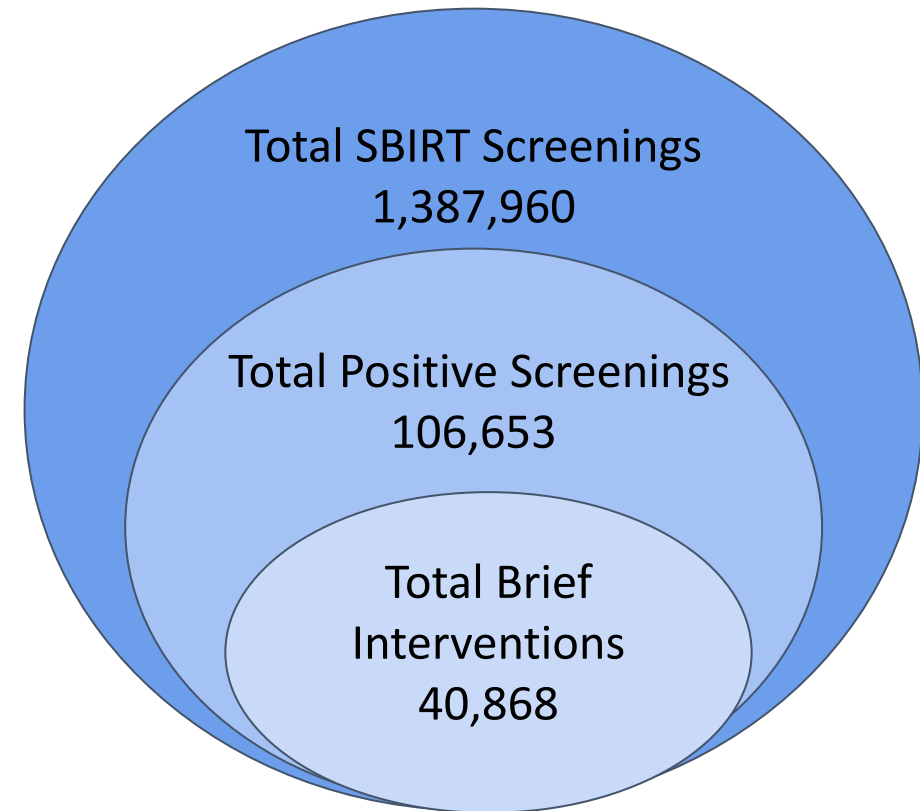 Total SBIRT Screenings
1,387,960
Total Positive Screenings
106,653
Total Brief
Interventions
40,868